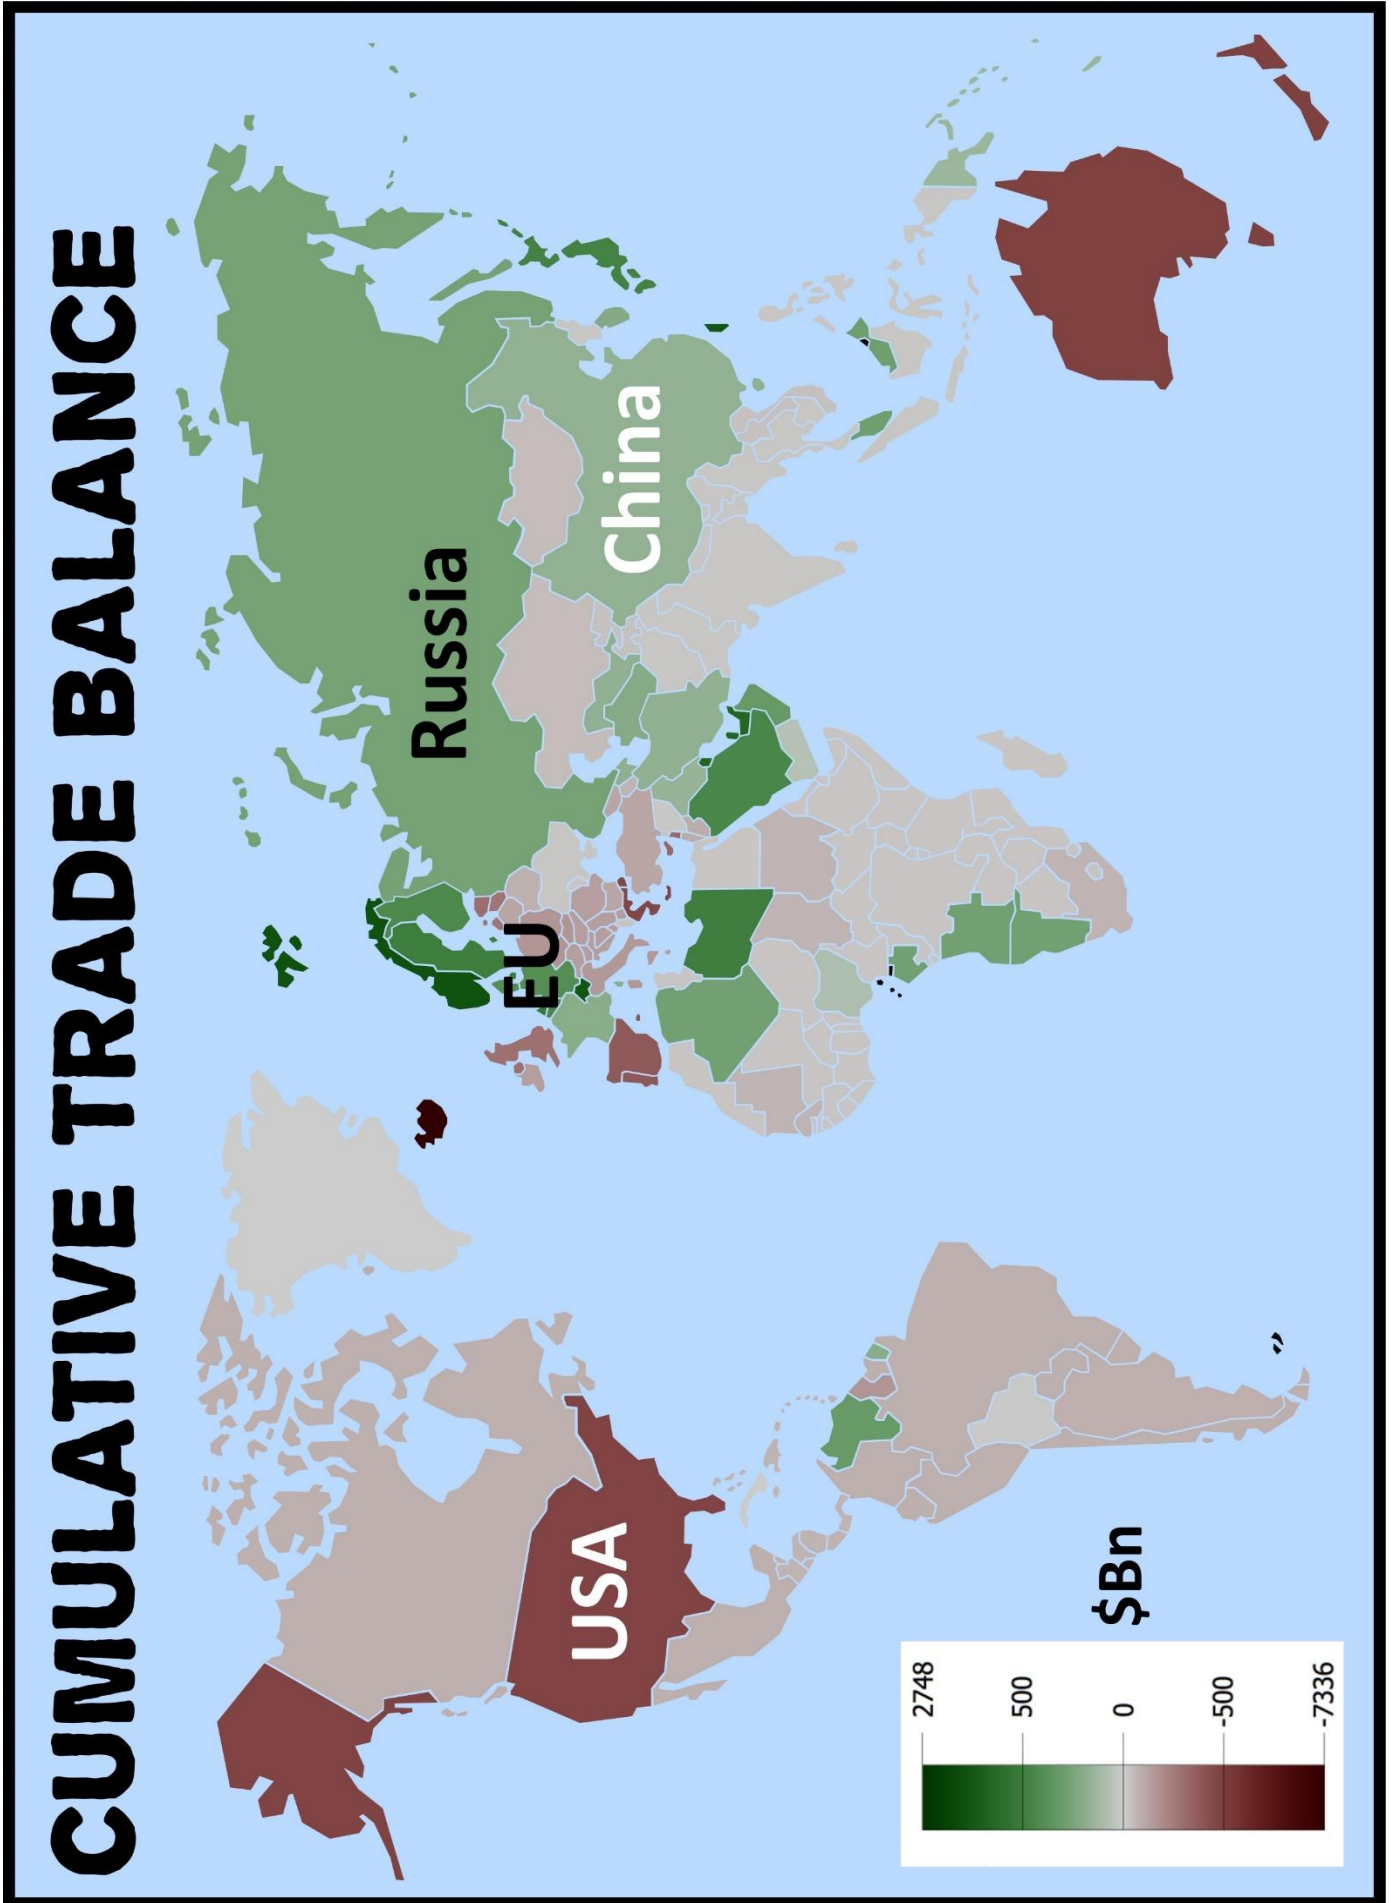 CUMULATIVE TRADE BALANCE
Russia
EU
China
USA
$Bn
2748
500
0
-500
-7336